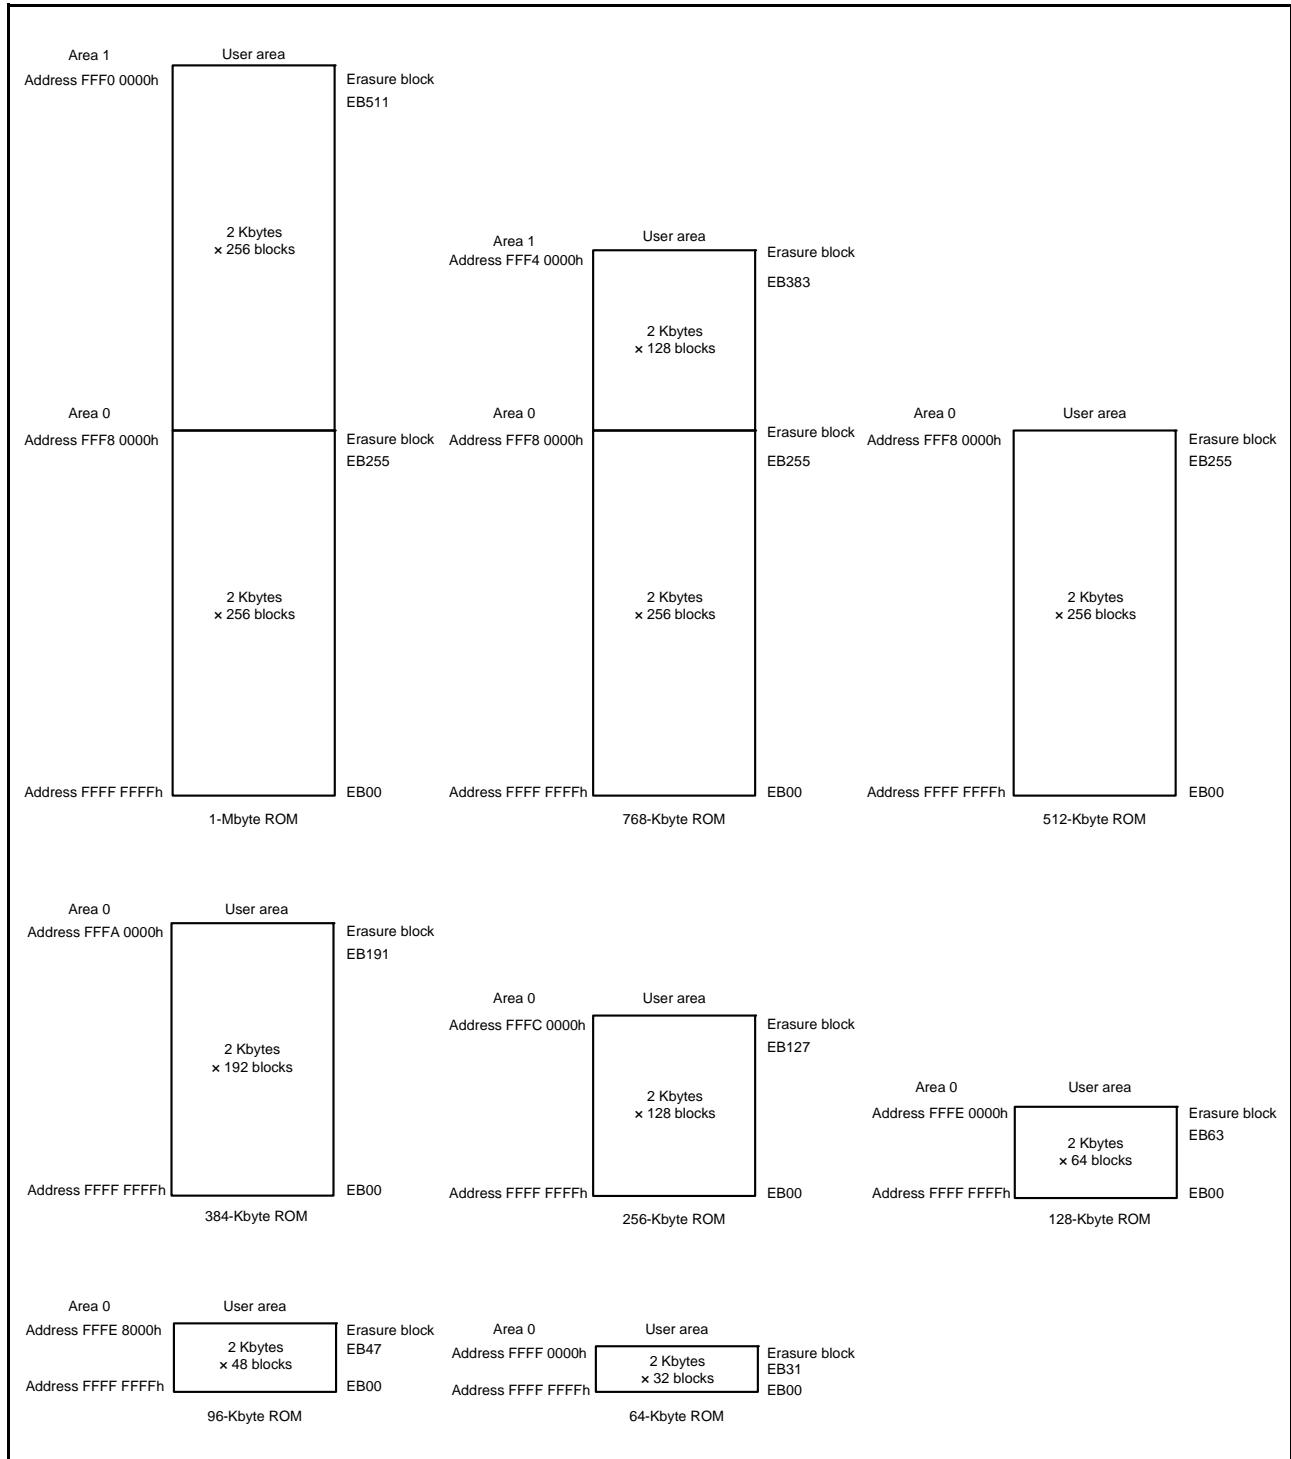 Area 1
User area
Address FFF0 0000h
Erasure block
EB511
2 Kbytes
× 256 blocks
Area 0
Address FFF8 0000h
Erasure block
EB255
2 Kbytes
× 256 blocks
Address FFFF FFFFh
EB00
1-Mbyte ROM
Area 1
User area
Address FFF4 0000h
Erasure block
EB383
2 Kbytes
× 128 blocks
Area 0
Address FFF8 0000h
Erasure block
EB255
2 Kbytes
× 256 blocks
Address FFFF FFFFh
EB00
768-Kbyte ROM
Area 0
User area
Address FFF8 0000h
Erasure block
EB255
2 Kbytes
× 256 blocks
Address FFFF FFFFh
EB00
512-Kbyte ROM
Area 0
User area
Address FFFA 0000h
Erasure block
EB191
2 Kbytes
× 192 blocks
Address FFFF FFFFh
EB00
384-Kbyte ROM
Area 0
User area
Address FFFC 0000h
Erasure block
EB127
2 Kbytes
× 128 blocks
Address FFFF FFFFh
EB00
256-Kbyte ROM
Area 0
User area
Address FFFE 0000h
Erasure block
EB63
2 Kbytes
× 64 blocks
Address FFFF FFFFh
EB00
128-Kbyte ROM
Area 0
User area
Address FFFE 8000h
Erasure block
EB47
2 Kbytes
× 48 blocks
Address FFFF FFFFh
EB00
96-Kbyte ROM
Area 0
User area
Address FFFF 0000h
Erasure block
EB31
2 Kbytes
× 32 blocks
Address FFFF FFFFh
EB00
64-Kbyte ROM